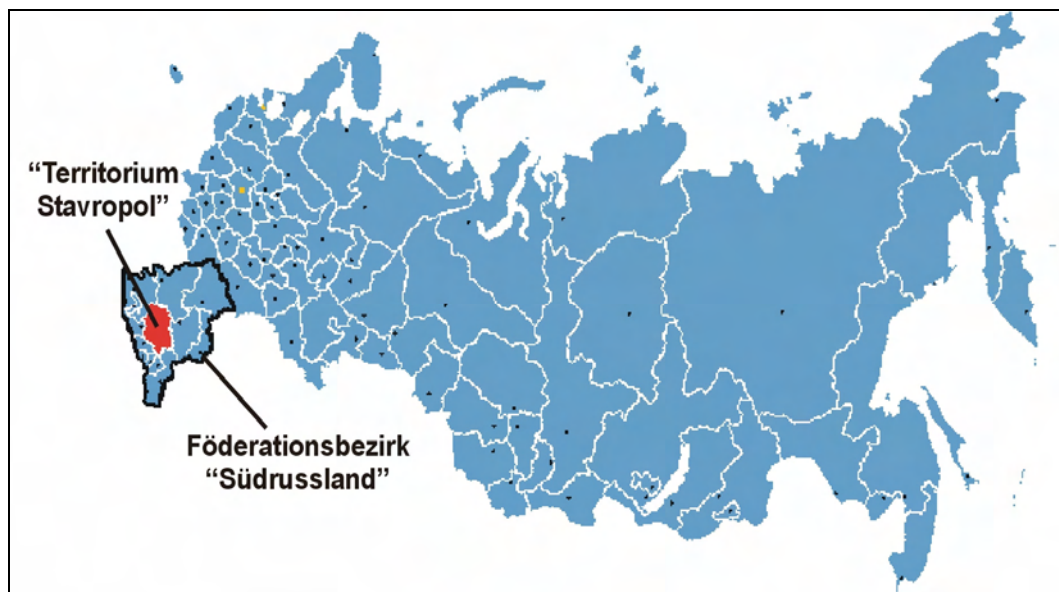 “Territorium
Stavropol”
Föderationsbezirk
“Südrussland”